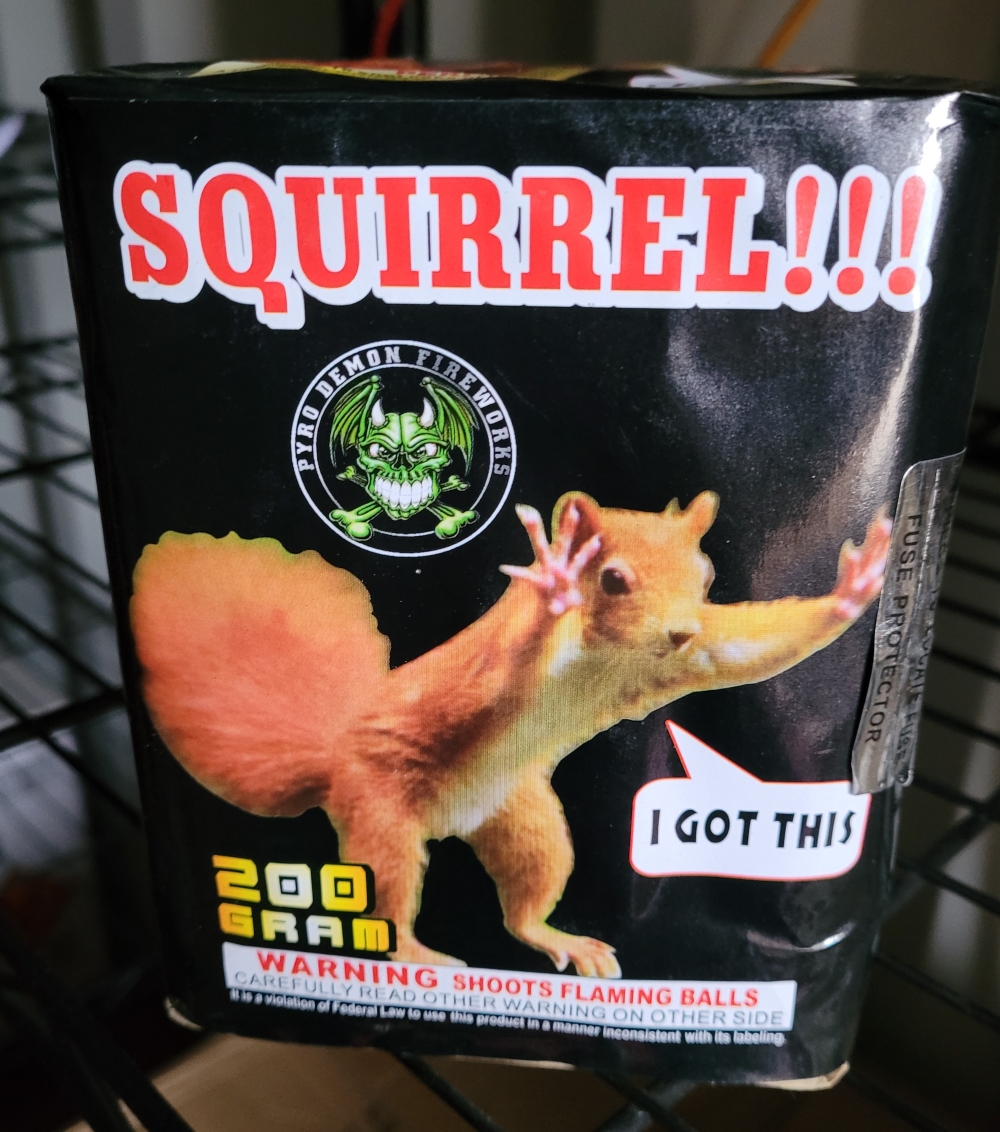 SQUIRREL!!!
PYRO DEMON FIREWORKS
FUSE PROTECTOR
I GOT THIS
200
GRAM
WARNING SHOOTS FLAMING BALLS
CAREFULLY READ OTHER WARNING ON OTHER SIDE
It is a violation of Federal Law to use this product in a manner inconsistent with its labeling.